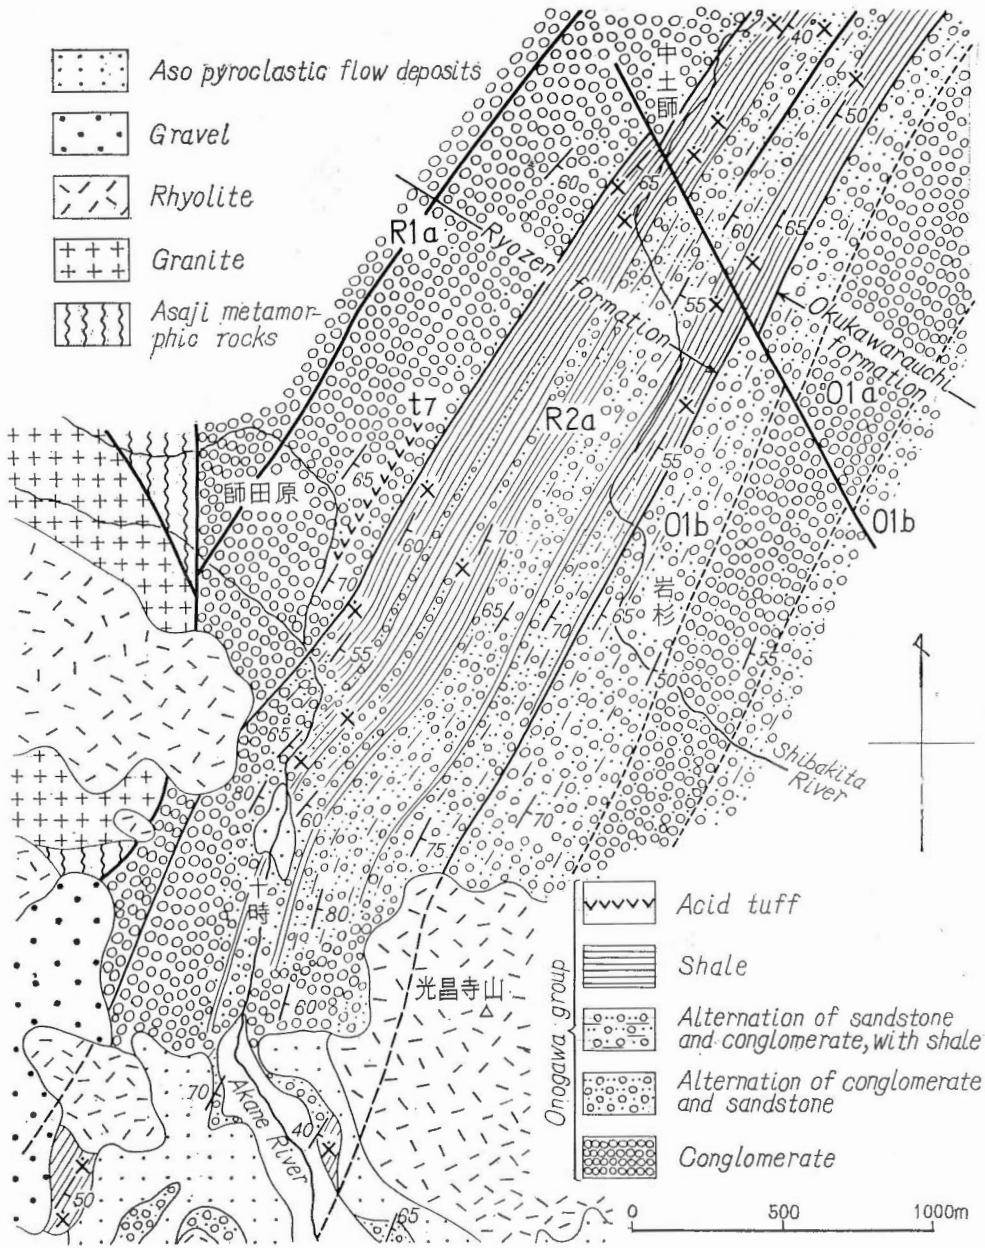 Aso pyroclastic flow deposits
Gravel
Rhyolite
Granite
Asaji metamor-
phic rocks
中土師
40
50
60
65
R1a
Ryozen
formation
60
65
55
Okukawarauchi
formation
O1a
t7
R2a
65
55
師田原
O1b
O1b
60
70
70
岩杉
65
65
70
55
55
65
Shibakita
River
80
60
70
75
十時
80
60
光昌寺山
70
Akane River
40
50
65
Onogawa group
Acid tuff
Shale
Alternation of sandstone
and conglomerate, with shale
Alternation of conglomerate
and sandstone
Conglomerate
0 500 1000m